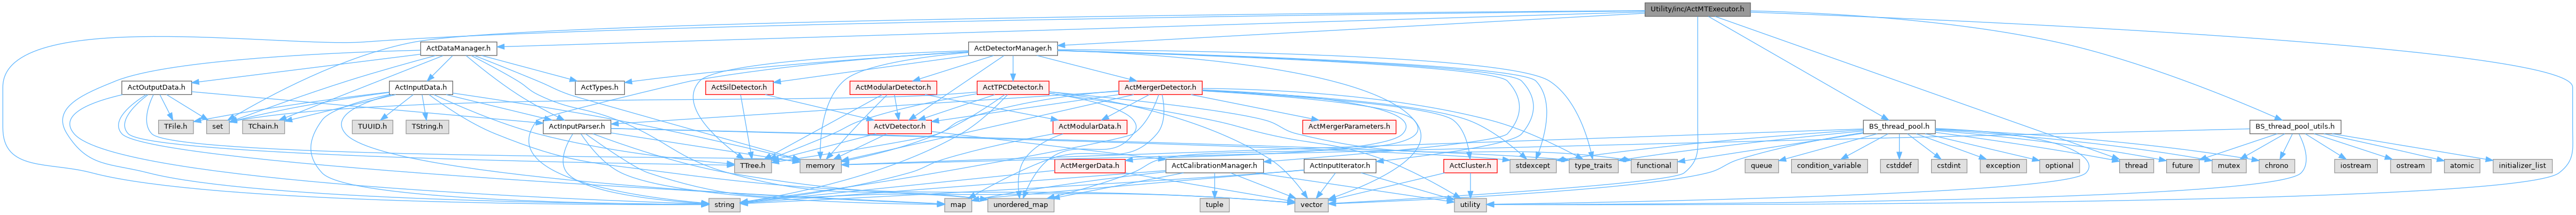 Utility/inc/ActMTExecutor.h
ActDataManager.h
ActDetectorManager.h
ActOutputData.h
ActInputData.h
ActTypes.h
ActSilDetector.h
ActModularDetector.h
ActTPCDetector.h
ActMergerDetector.h
TFile.h
set
TChain.h
TUUID.h
TString.h
ActInputParser.h
ActVDetector.h
ActModularData.h
ActMergerParameters.h
BS_thread_pool.h
BS_thread_pool_utils.h
TTree.h
memory
ActMergerData.h
ActCalibrationManager.h
ActInputIterator.h
ActCluster.h
stdexcept
type_traits
functional
queue
condition_variable
cstddef
cstdint
exception
optional
thread
future
mutex
chrono
iostream
ostream
atomic
initializer_list
string
map
unordered_map
tuple
vector
utility